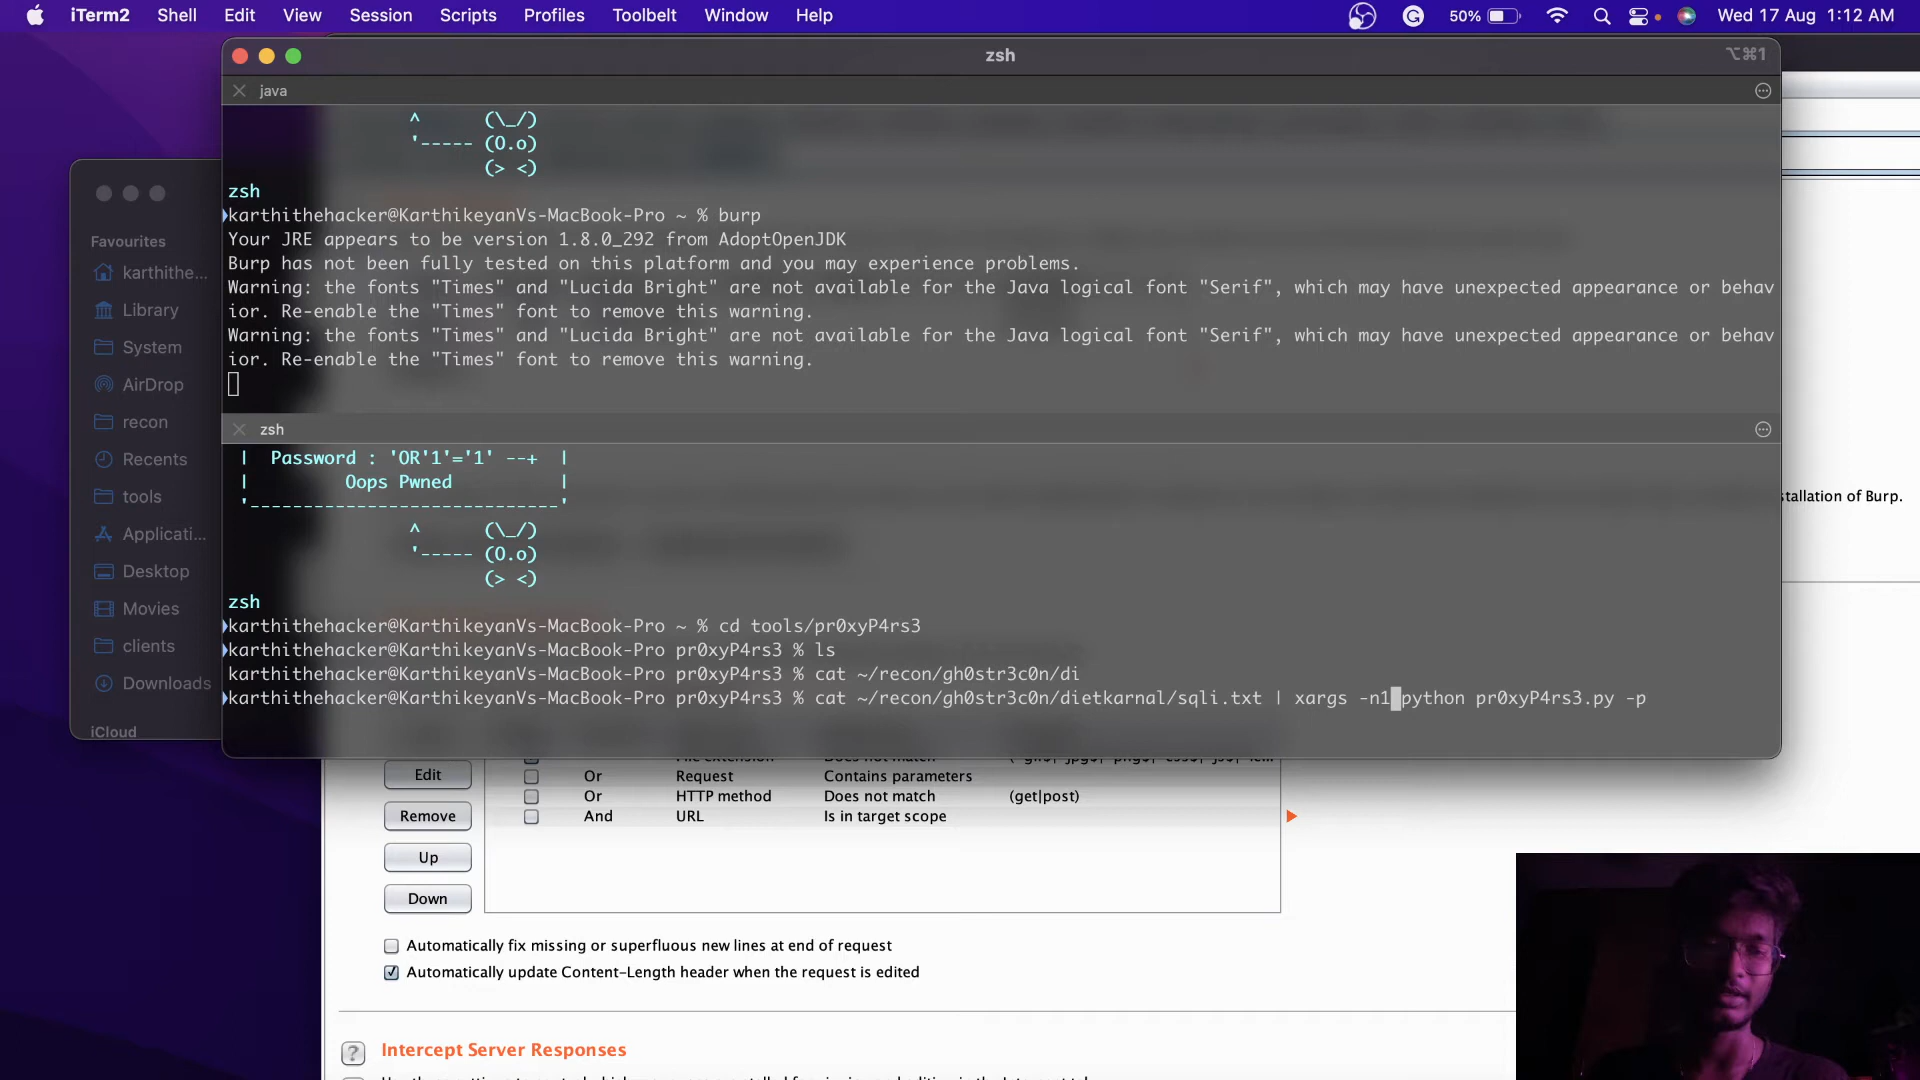 iTerm2 Shell Edit View Session Scripts Profiles Toolbelt Window Help 50% Wed 17 Aug 1:12 AM
zsh ⌥⌘1
java
^ (\_/)
'----- (O.o)
(> <)
zsh
karthithehacker@KarthikeyanVs-MacBook-Pro ~ % burp
Your JRE appears to be version 1.8.0_292 from AdoptOpenJDK
Burp has not been fully tested on this platform and you may experience problems.
Warning: the fonts "Times" and "Lucida Bright" are not available for the Java logical font "Serif", which may have unexpected appearance or behav
ior. Re-enable the "Times" font to remove this warning.
Warning: the fonts "Times" and "Lucida Bright" are not available for the Java logical font "Serif", which may have unexpected appearance or behav
ior. Re-enable the "Times" font to remove this warning.
zsh
| Password : 'OR'1'='1' --+ |
| Oops Pwned |
'-----------------------------'
^ (\_/)
'----- (O.o)
(> <)
zsh
karthithehacker@KarthikeyanVs-MacBook-Pro ~ % cd tools/pr0xyP4rs3
karthithehacker@KarthikeyanVs-MacBook-Pro pr0xyP4rs3 % ls
karthithehacker@KarthikeyanVs-MacBook-Pro pr0xyP4rs3 % cat ~/recon/gh0str3c0n/di
karthithehacker@KarthikeyanVs-MacBook-Pro pr0xyP4rs3 % cat ~/recon/gh0str3c0n/dietkarnal/sqli.txt | xargs -n1 python pr0xyP4rs3.py -p
Favourites
karthithe...
Library
System
AirDrop
recon
Recents
tools
Applicati...
Desktop
Movies
clients
Downloads
iCloud
stallation of Burp.
Edit
Remove
Up
Down
Or Request Contains parameters
Or HTTP method Does not match (get|post)
And URL Is in target scope
Automatically fix missing or superfluous new lines at end of request
Automatically update Content-Length header when the request is edited
? Intercept Server Responses